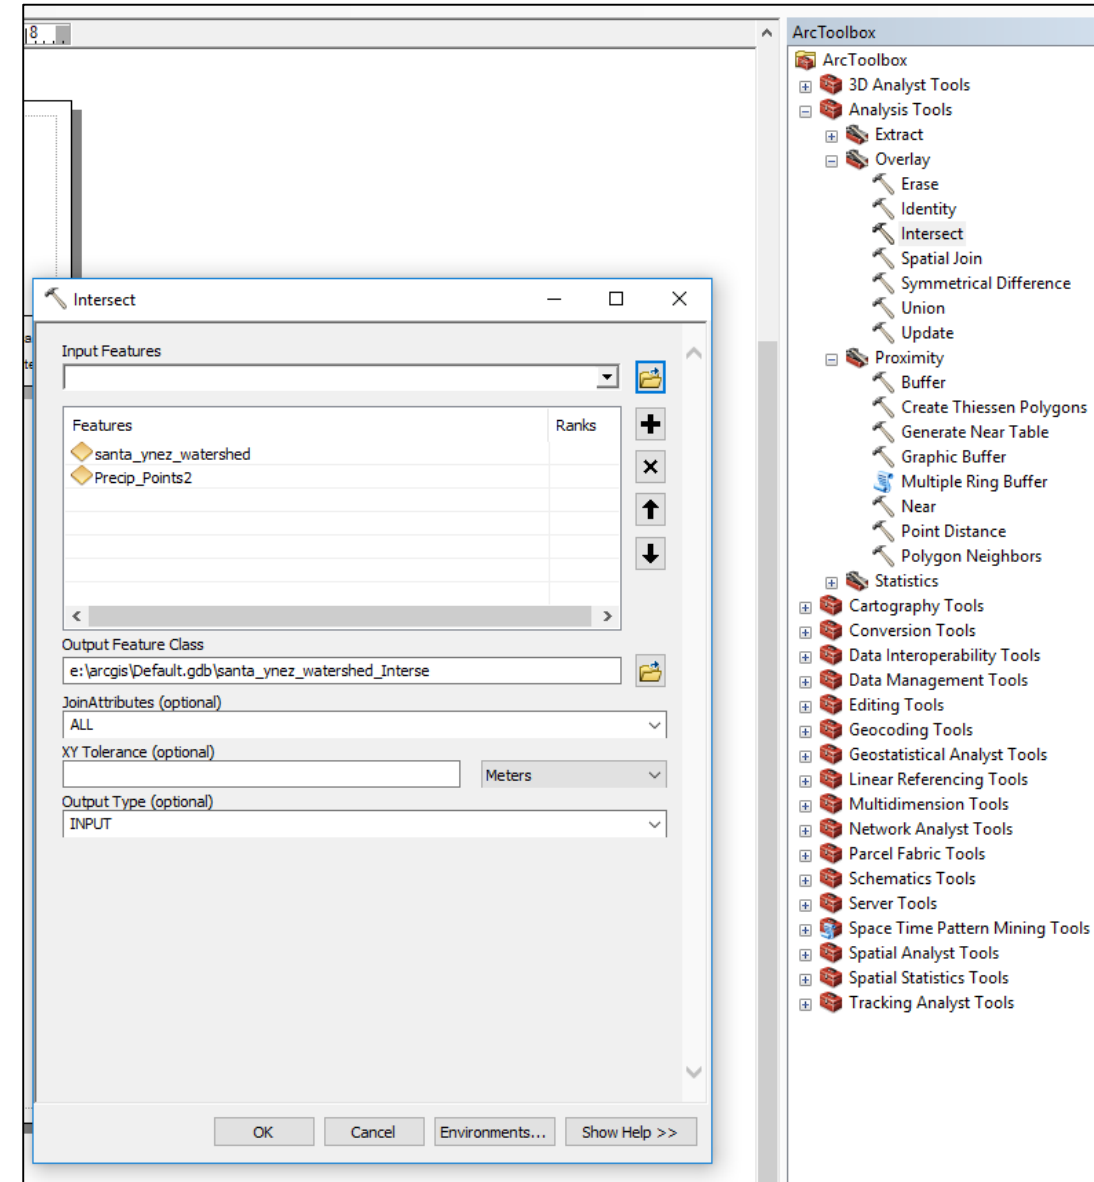 8
ArcToolbox
ArcToolbox
3D Analyst Tools
Analysis Tools
Extract
Overlay
Erase
Identity
Intersect
Spatial Join
Symmetrical Difference
Union
Update
Proximity
Buffer
Create Thiessen Polygons
Generate Near Table
Graphic Buffer
Multiple Ring Buffer
Near
Point Distance
Polygon Neighbors
Statistics
Cartography Tools
Conversion Tools
Data Interoperability Tools
Data Management Tools
Editing Tools
Geocoding Tools
Geostatistical Analyst Tools
Linear Referencing Tools
Multidimension Tools
Network Analyst Tools
Parcel Fabric Tools
Schematics Tools
Server Tools
Space Time Pattern Mining Tools
Spatial Analyst Tools
Spatial Statistics Tools
Tracking Analyst Tools
Intersect
Input Features
Features Ranks
santa_ynez_watershed
Precip_Points2
Output Feature Class
e:\arcgis\Default.gdb\santa_ynez_watershed_Interse
JoinAttributes (optional)
ALL
XY Tolerance (optional)
Meters
Output Type (optional)
INPUT
OK Cancel Environments... Show Help >>